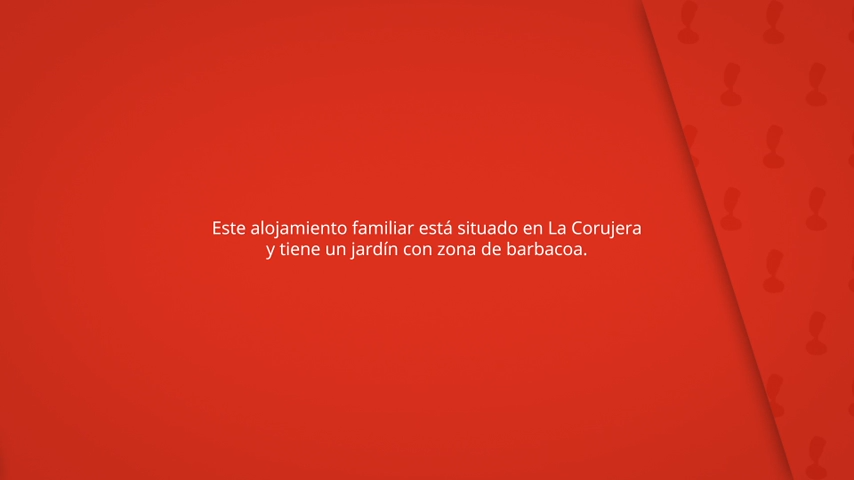 Este alojamiento familiar está situado en La Corujera
y tiene un jardín con zona de barbacoa.